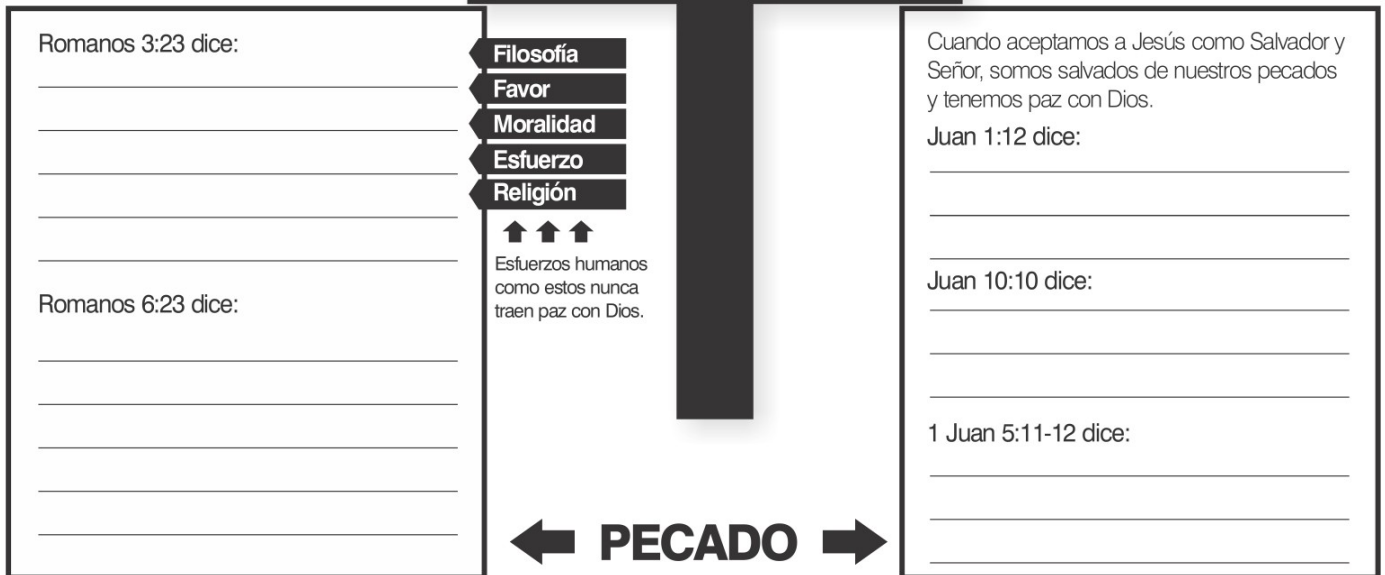 Romanos 3:23 dice:
Romanos 6:23 dice:
Filosofía
Favor
Moralidad
Esfuerzo
Religión
Esfuerzos humanos
como estos nunca
traen paz con Dios.
PECADO
Cuando aceptamos a Jesús como Salvador y
Señor, somos salvados de nuestros pecados
y tenemos paz con Dios.
Juan 1:12 dice:
Juan 10:10 dice:
1 Juan 5:11-12 dice: